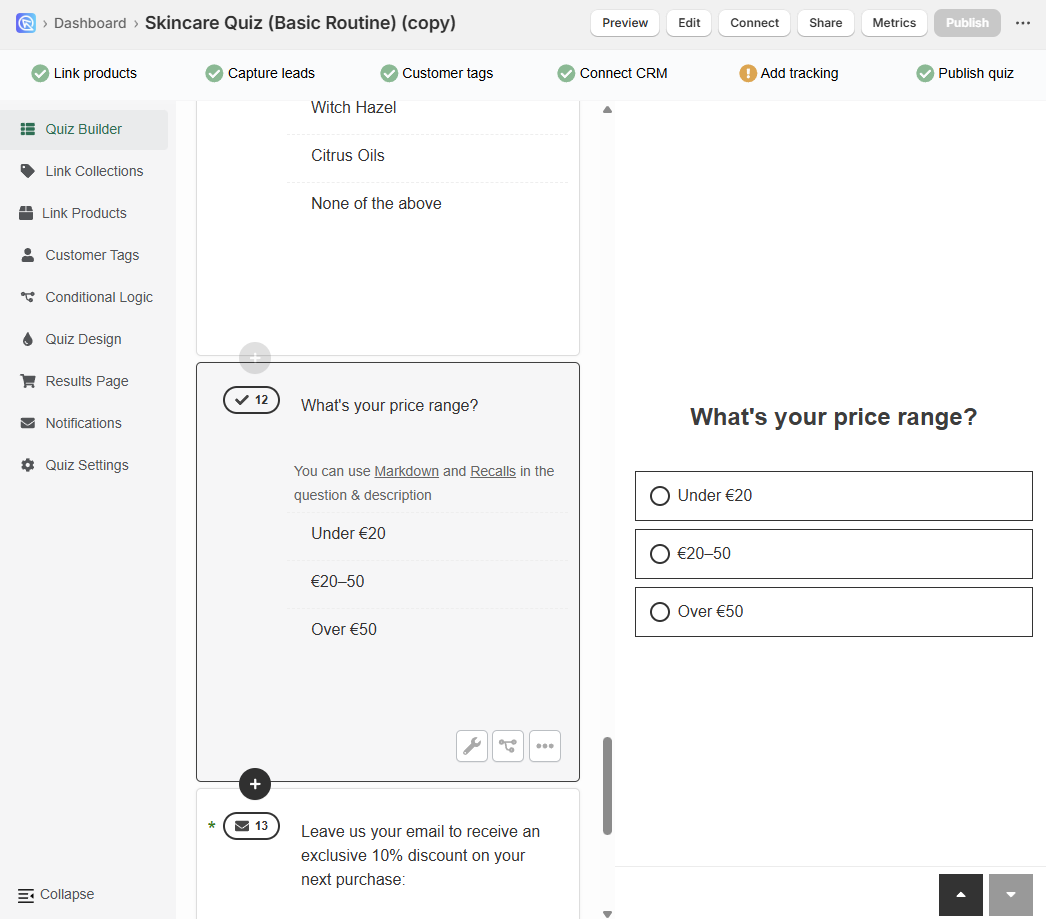 Dashboard
Skincare Quiz (Basic Routine) (copy)
Preview
Edit
Connect
Share
Metrics
Publish
Link products
Capture leads
Customer tags
Connect CRM
Add tracking
Publish quiz
Quiz Builder
Link Collections
Link Products
Customer Tags
Conditional Logic
Quiz Design
Results Page
Notifications
Quiz Settings
Collapse
Witch Hazel
Citrus Oils
None of the above
12
What's your price range?
You can use Markdown and Recalls in the
question & description
Under €20
€20–50
Over €50
* 13
Leave us your email to receive an
exclusive 10% discount on your
next purchase:
What's your price range?
Under €20
€20–50
Over €50